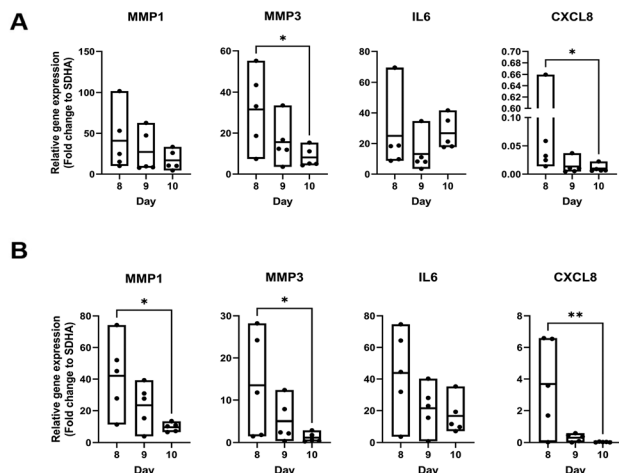 A
MMP1
MMP3
IL6
CXCL8
Relative gene expression
(Fold change to SDHA)
150
100
50
0
8 9 10
Day
60
40
20
0
*
8 9 10
Day
80
60
40
20
0
8 9 10
Day
0.70
0.68
0.66
0.64
0.62
0.60
0.10
0.05
0.00
*
8 9 10
Day
B
MMP1
MMP3
IL6
CXCL8
Relative gene expression
(Fold change to SDHA)
80
60
40
20
0
*
8 9 10
Day
30
20
10
0
*
8 9 10
Day
80
60
40
20
0
8 9 10
Day
8
6
4
2
0
**
8 9 10
Day